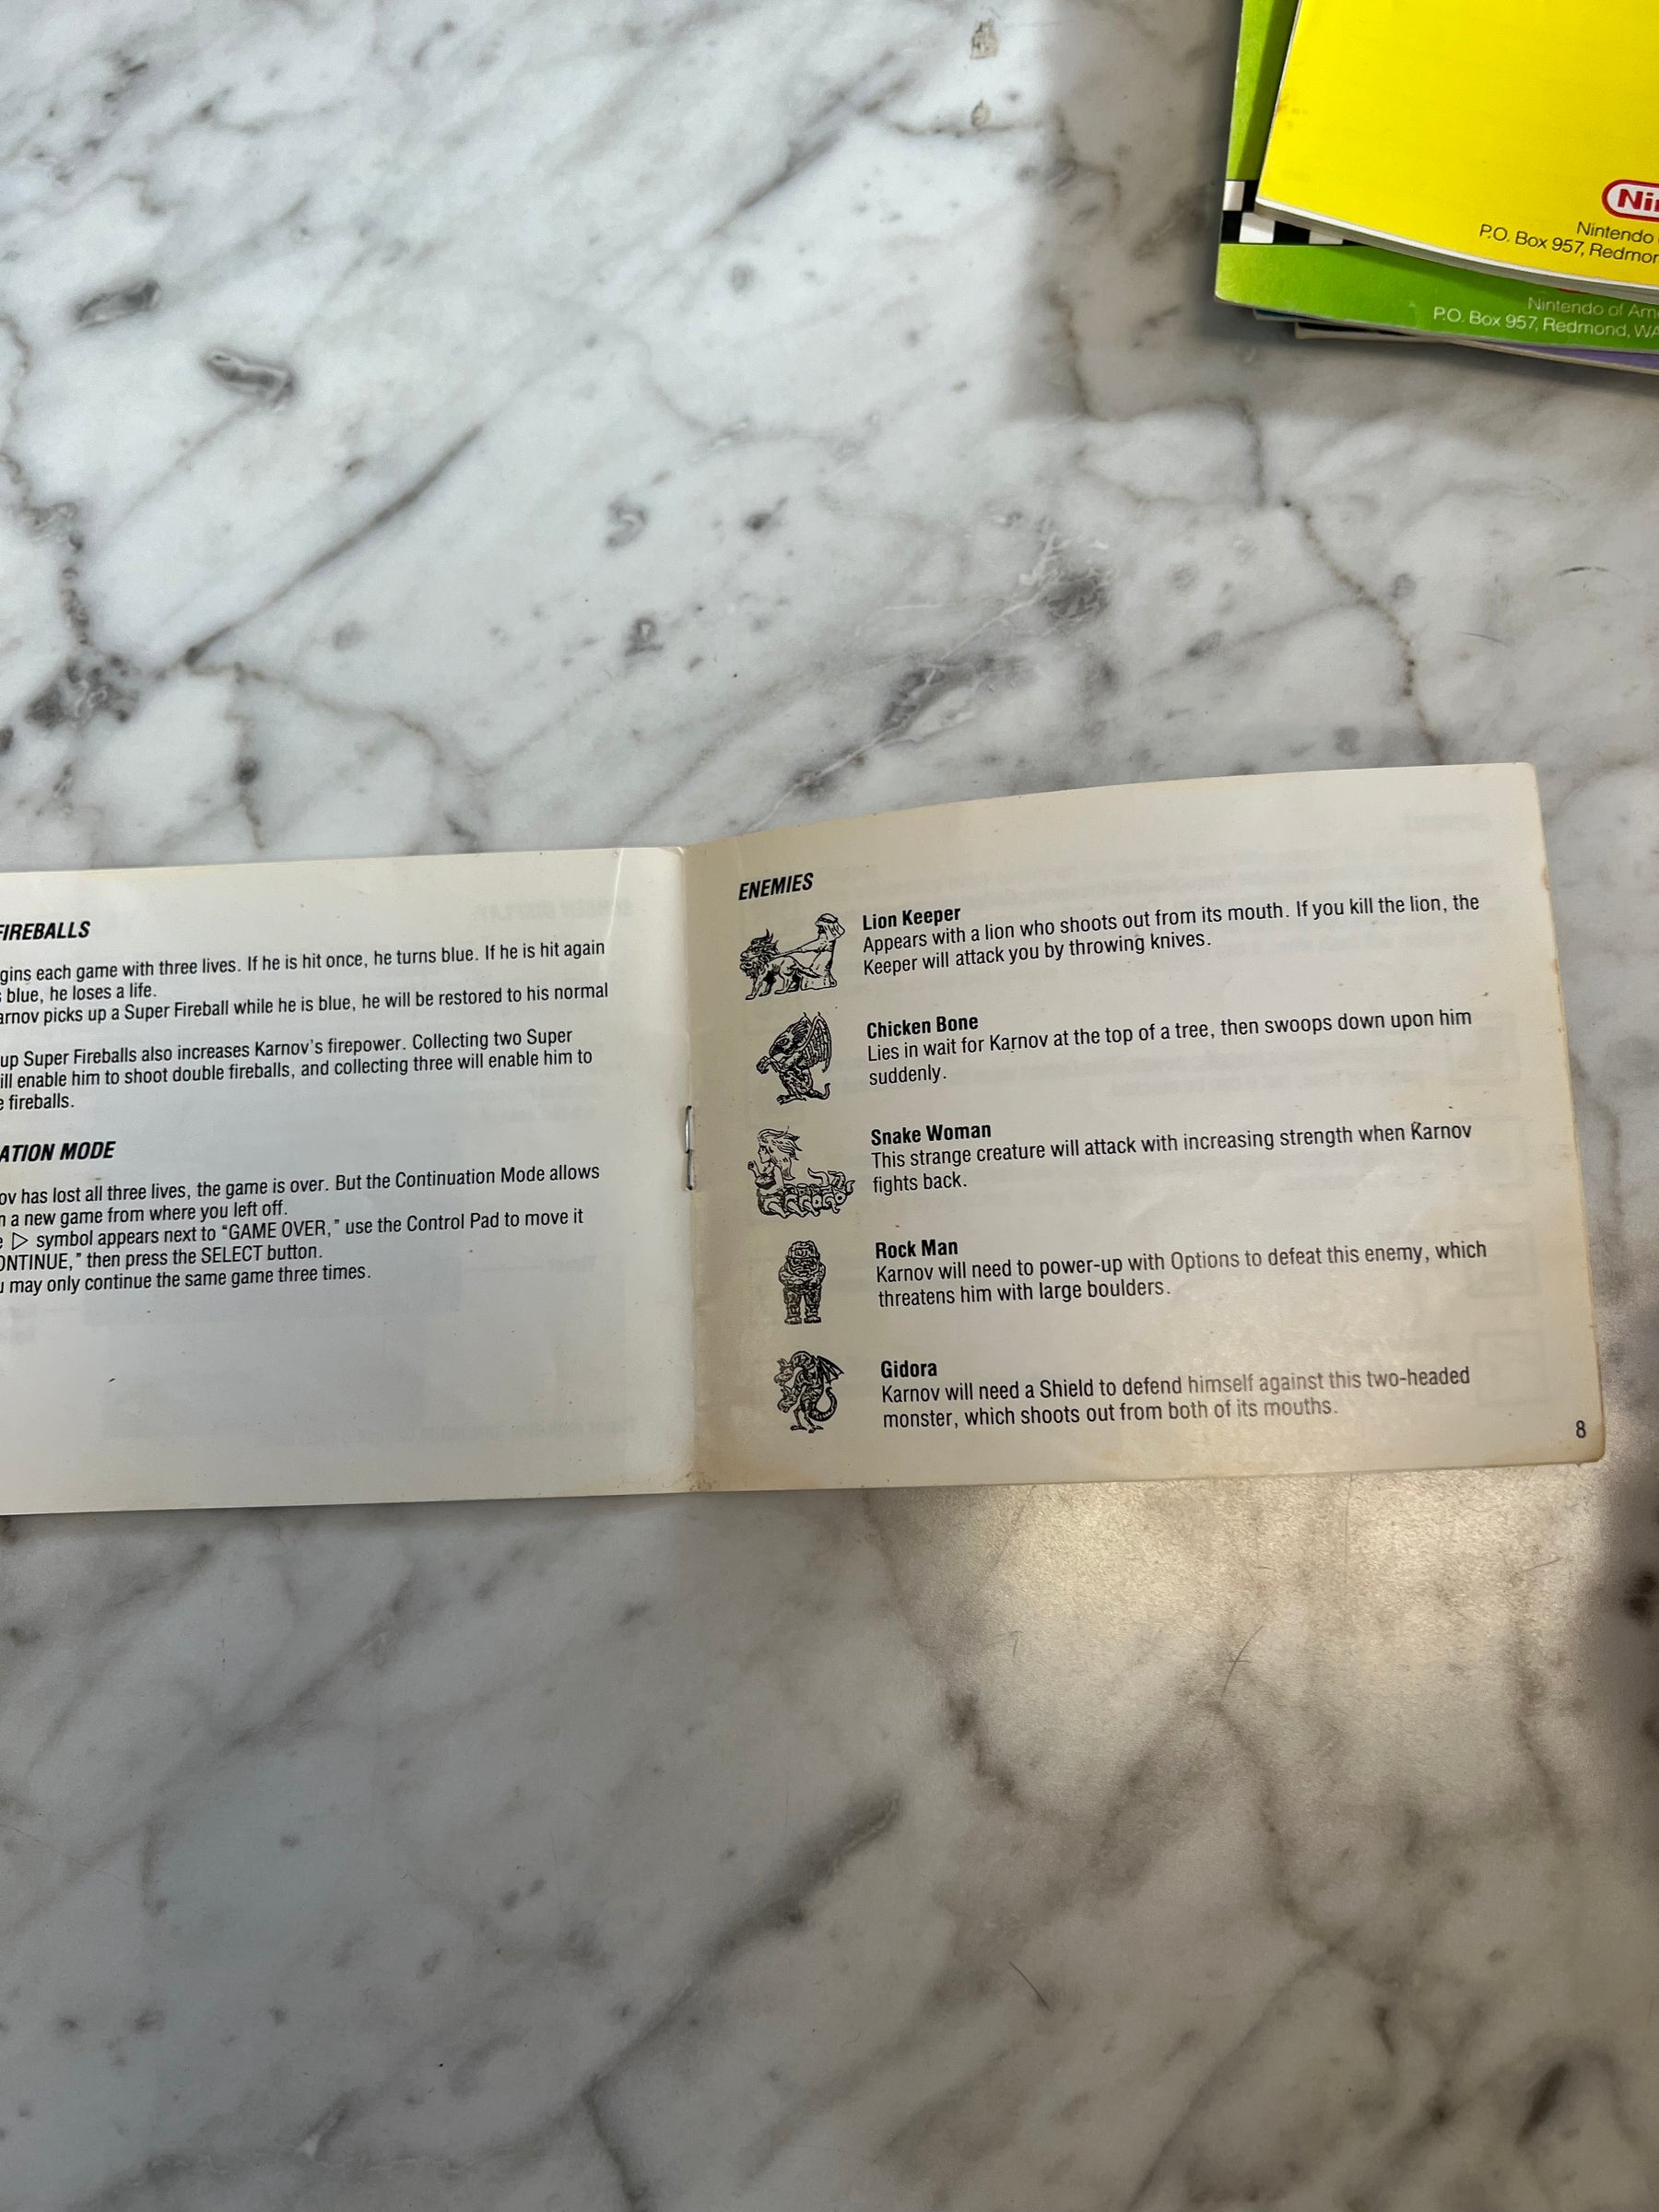 Nintendo
P.O. Box 957,
Nintendo of
P.O. Box 957, Redmond, WA
FIREBALLS
each game with three lives. If he is hit once, he turns blue. If he is hit again
blue, he loses a life.
picks up a Super Fireball while he is blue, he will be restored to his normal
up Super Fireballs also increases Karnov's firepower. Collecting two Super
enable him to shoot double fireballs, and collecting three will enable him to
fireballs.
MODE
has lost all three lives, the game is over. But the Continuation Mode allows
a new game from where you left off.
▷ symbol appears next to "GAME OVER," use the Control Pad to move it
then press the SELECT button.
may only continue the same game three times.
ENEMIES
Lion Keeper
Appears with a lion who shoots out from its mouth. If you kill the lion, the
Keeper will attack you by throwing knives.
Chicken Bone
Lies in wait for Karnov at the top of a tree, then swoops down upon him
suddenly.
Snake Woman
This strange creature will attack with increasing strength when Karnov
fights back.
Rock Man
Karnov will need to power-up with Options to defeat this enemy, which
threatens him with large boulders.
Gidora
Karnov will need a Shield to defend himself against this two-headed
monster, which shoots out from both of its mouths.
8